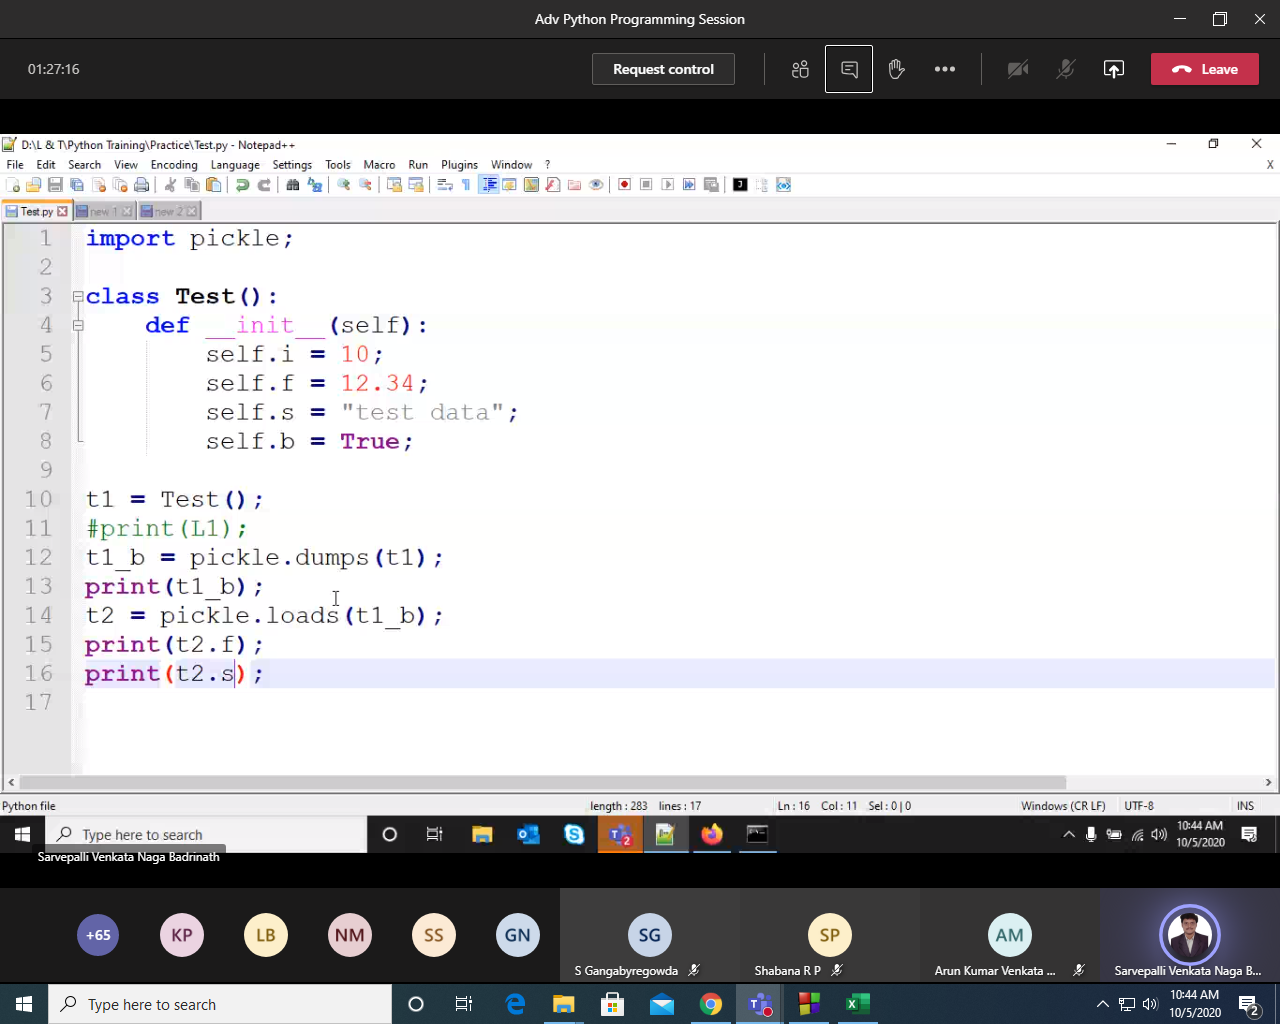 Adv Python Programming Session
01:27:16
Request control
Leave
D:\L & T\Python Training\Practice\Test.py - Notepad++
File Edit Search View Encoding Language Settings Tools Macro Run Plugins Window ?
X
Test.py new 1 new 2
1 import pickle;
2
3 class Test():
4 def __init__(self):
5 self.i = 10;
6 self.f = 12.34;
7 self.s = "test data";
8 self.b = True;
9
10 t1 = Test();
11 #print(L1);
12 t1_b = pickle.dumps(t1);
13 print(t1_b);
14 t2 = pickle.loads(t1_b);
15 print(t2.f);
16 print(t2.s);
17
Python file length : 283 lines : 17 Ln : 16 Col : 11 Sel : 0 | 0 Windows (CR LF) UTF-8 INS
Type here to search
2
10:44 AM
10/5/2020
Sarvepalli Venkata Naga Badrinath
+65 KP LB NM SS GN SG SP AM
S Gangabyregowda Shabana R P Arun Kumar Venkata ... Sarvepalli Venkata Naga B...
Type here to search
10:44 AM
10/5/2020
2